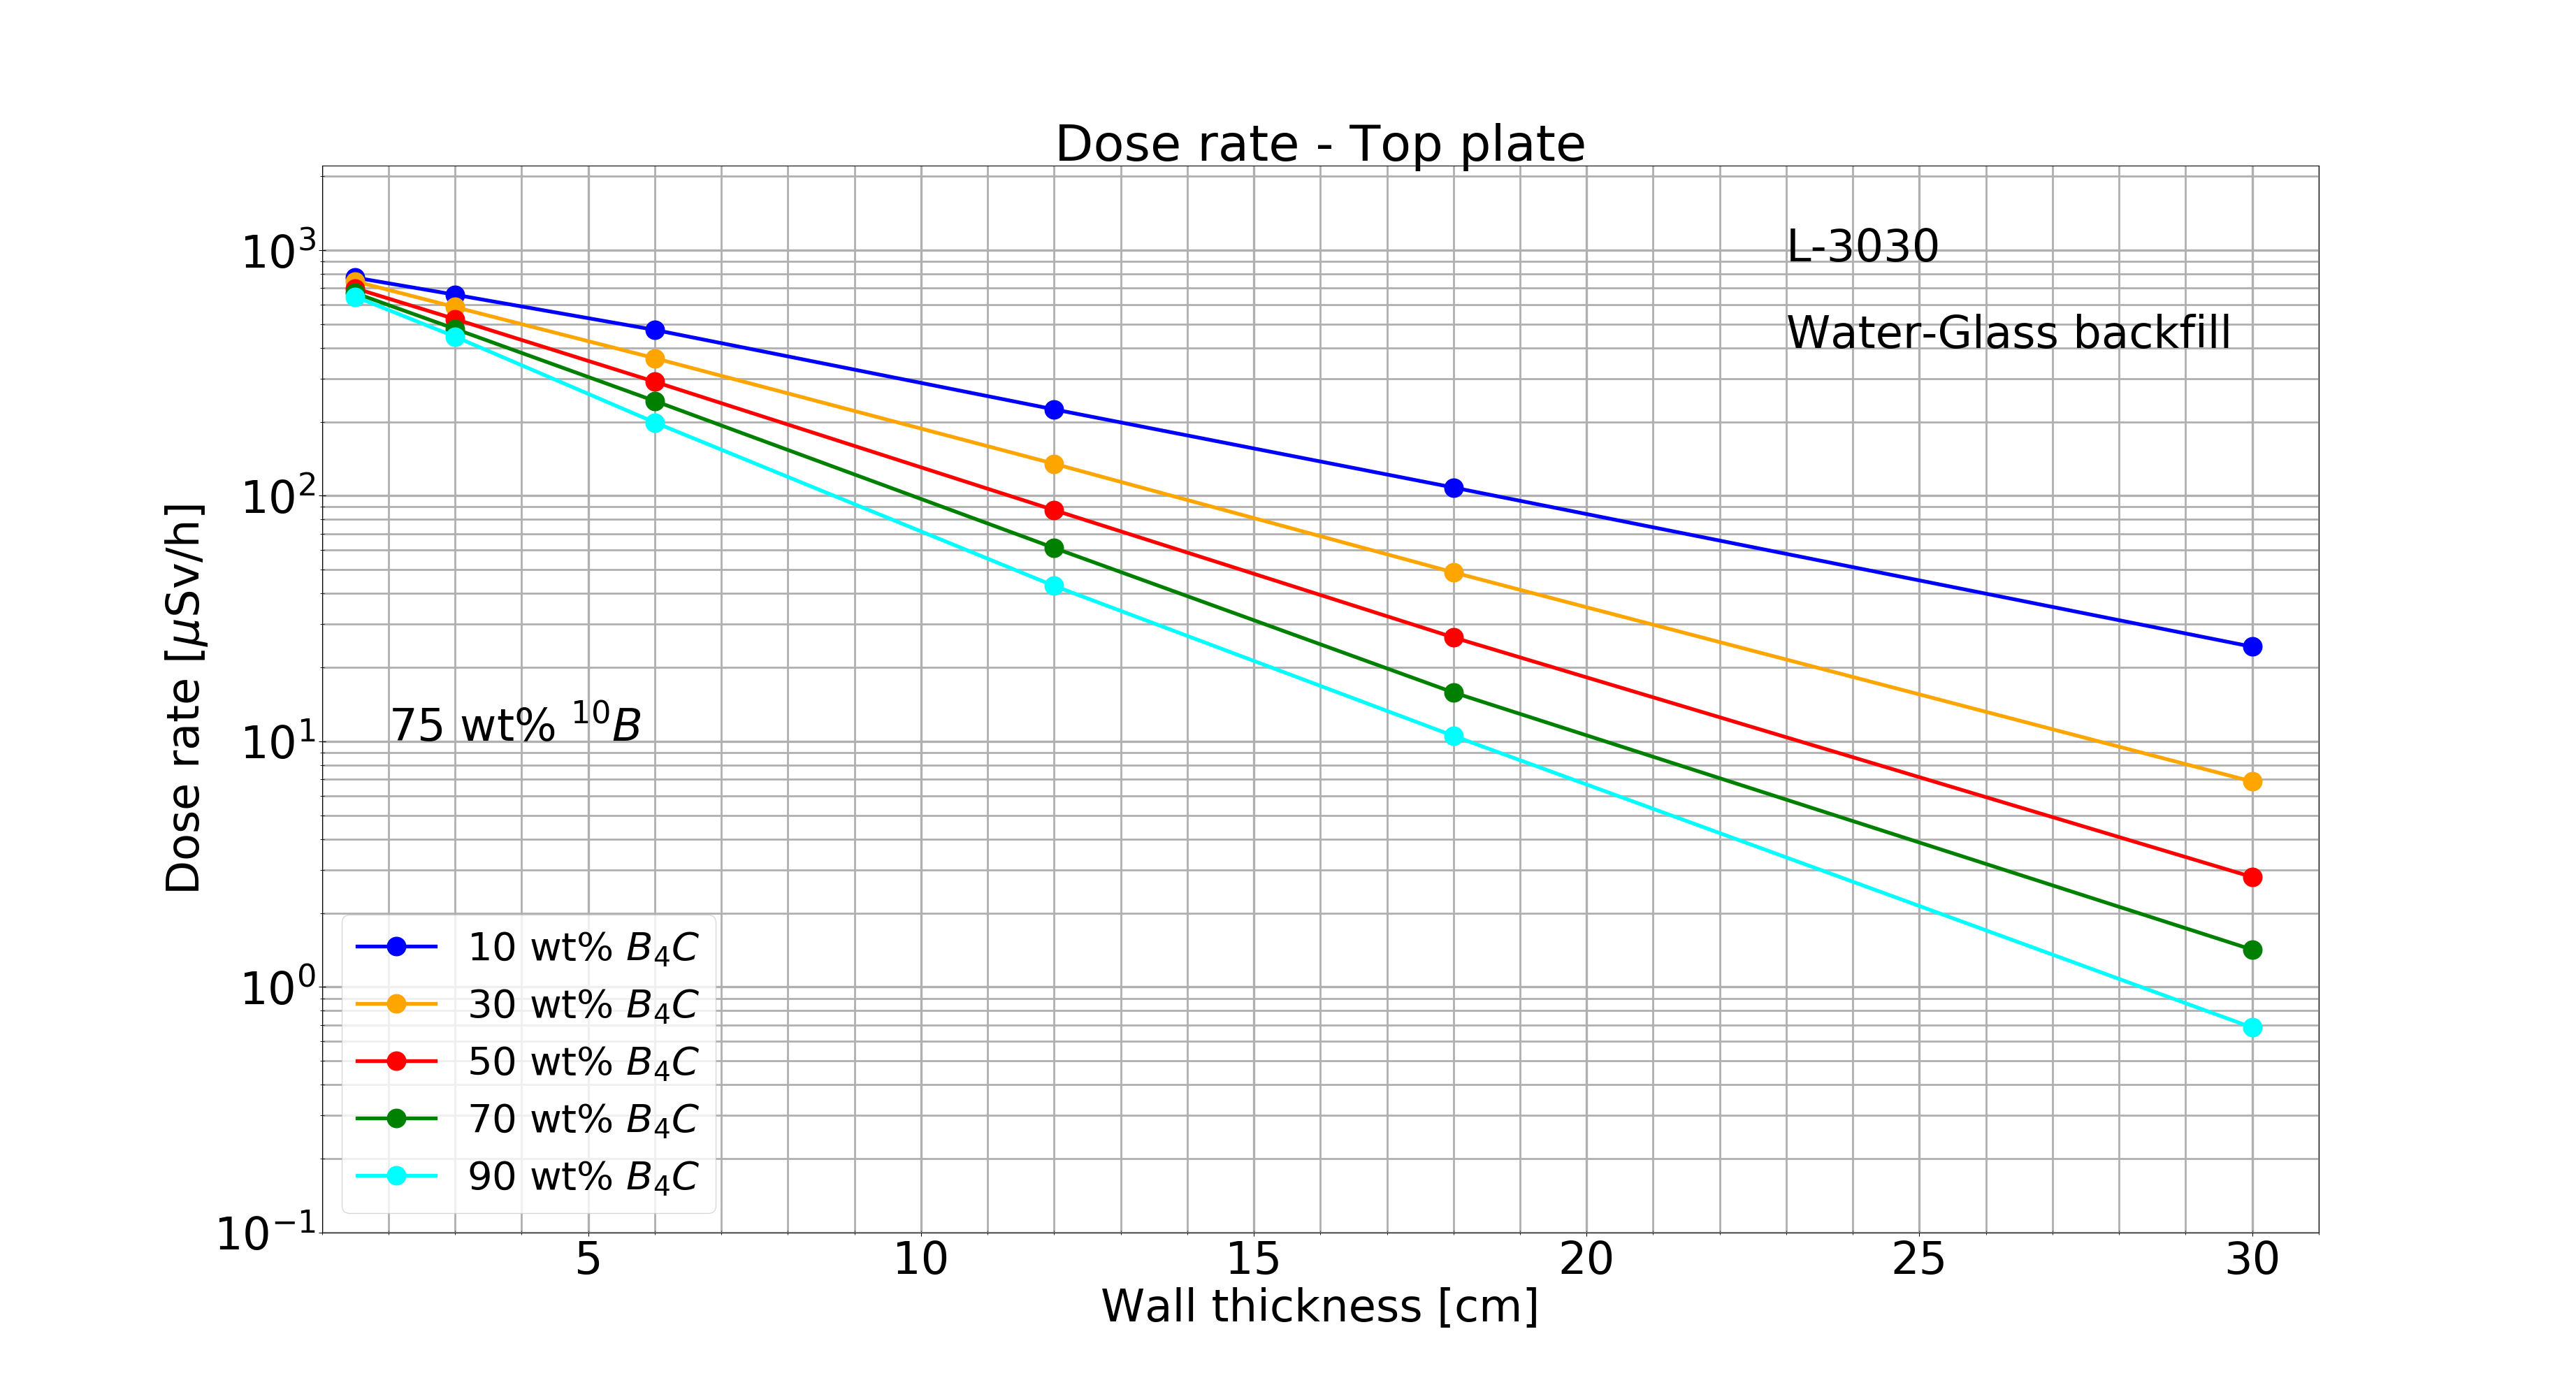 Dose rate - Top plate
L-3030
Water-Glass backfill
75 wt% ¹⁰B
Dose rate [μSv/h]
10³
10²
10¹
10⁰
10⁻¹
10 wt% B₄C
30 wt% B₄C
50 wt% B₄C
70 wt% B₄C
90 wt% B₄C
5 10 15 20 25 30
Wall thickness [cm]